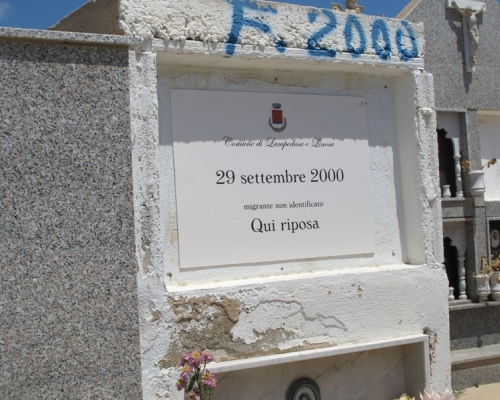 F. 2000
Comune di Lampedusa e Linosa
29 settembre 2000
migrante non identificato
Qui riposa